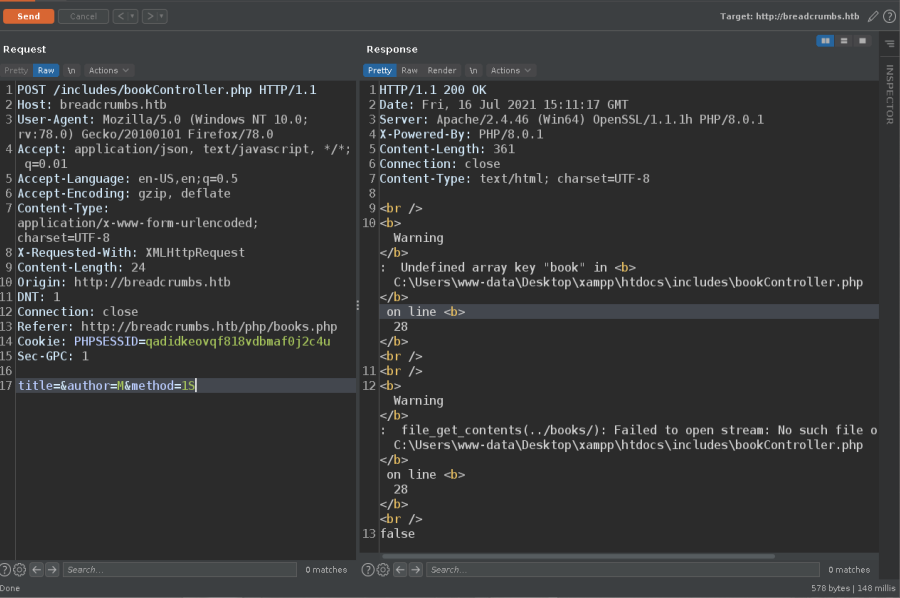 Send Cancel < > Target: http://breadcrumbs.htb
Request
Pretty Raw \n Actions
1 POST /includes/bookController.php HTTP/1.1
2 Host: breadcrumbs.htb
3 User-Agent: Mozilla/5.0 (Windows NT 10.0;
rv:78.0) Gecko/20100101 Firefox/78.0
4 Accept: application/json, text/javascript, */*;
q=0.01
5 Accept-Language: en-US,en;q=0.5
6 Accept-Encoding: gzip, deflate
7 Content-Type:
application/x-www-form-urlencoded;
charset=UTF-8
8 X-Requested-With: XMLHttpRequest
9 Content-Length: 24
10 Origin: http://breadcrumbs.htb
11 DNT: 1
12 Connection: close
13 Referer: http://breadcrumbs.htb/php/books.php
14 Cookie: PHPSESSID=qadidkeovqf818vdbmaf0j2c4u
15 Sec-GPC: 1
16
17 title=&author=M&method=1S
Search... 0 matches
Done
Response
Pretty Raw Render \n Actions
1 HTTP/1.1 200 OK
2 Date: Fri, 16 Jul 2021 15:11:17 GMT
3 Server: Apache/2.4.46 (Win64) OpenSSL/1.1.1h PHP/8.0.1
4 X-Powered-By: PHP/8.0.1
5 Content-Length: 361
6 Connection: close
7 Content-Type: text/html; charset=UTF-8
8
9 <br />
10 <b>
Warning
</b>
: Undefined array key "book" in <b>
C:\Users\www-data\Desktop\xampp\htdocs\includes\bookController.php
</b>
on line <b>
28
</b>
<br />
11 <br />
12 <b>
Warning
</b>
: file_get_contents(../books/): Failed to open stream: No such file o
C:\Users\www-data\Desktop\xampp\htdocs\includes\bookController.php
</b>
on line <b>
28
</b>
<br />
13 false
Search... 0 matches
578 bytes | 148 millis
INSPECTOR